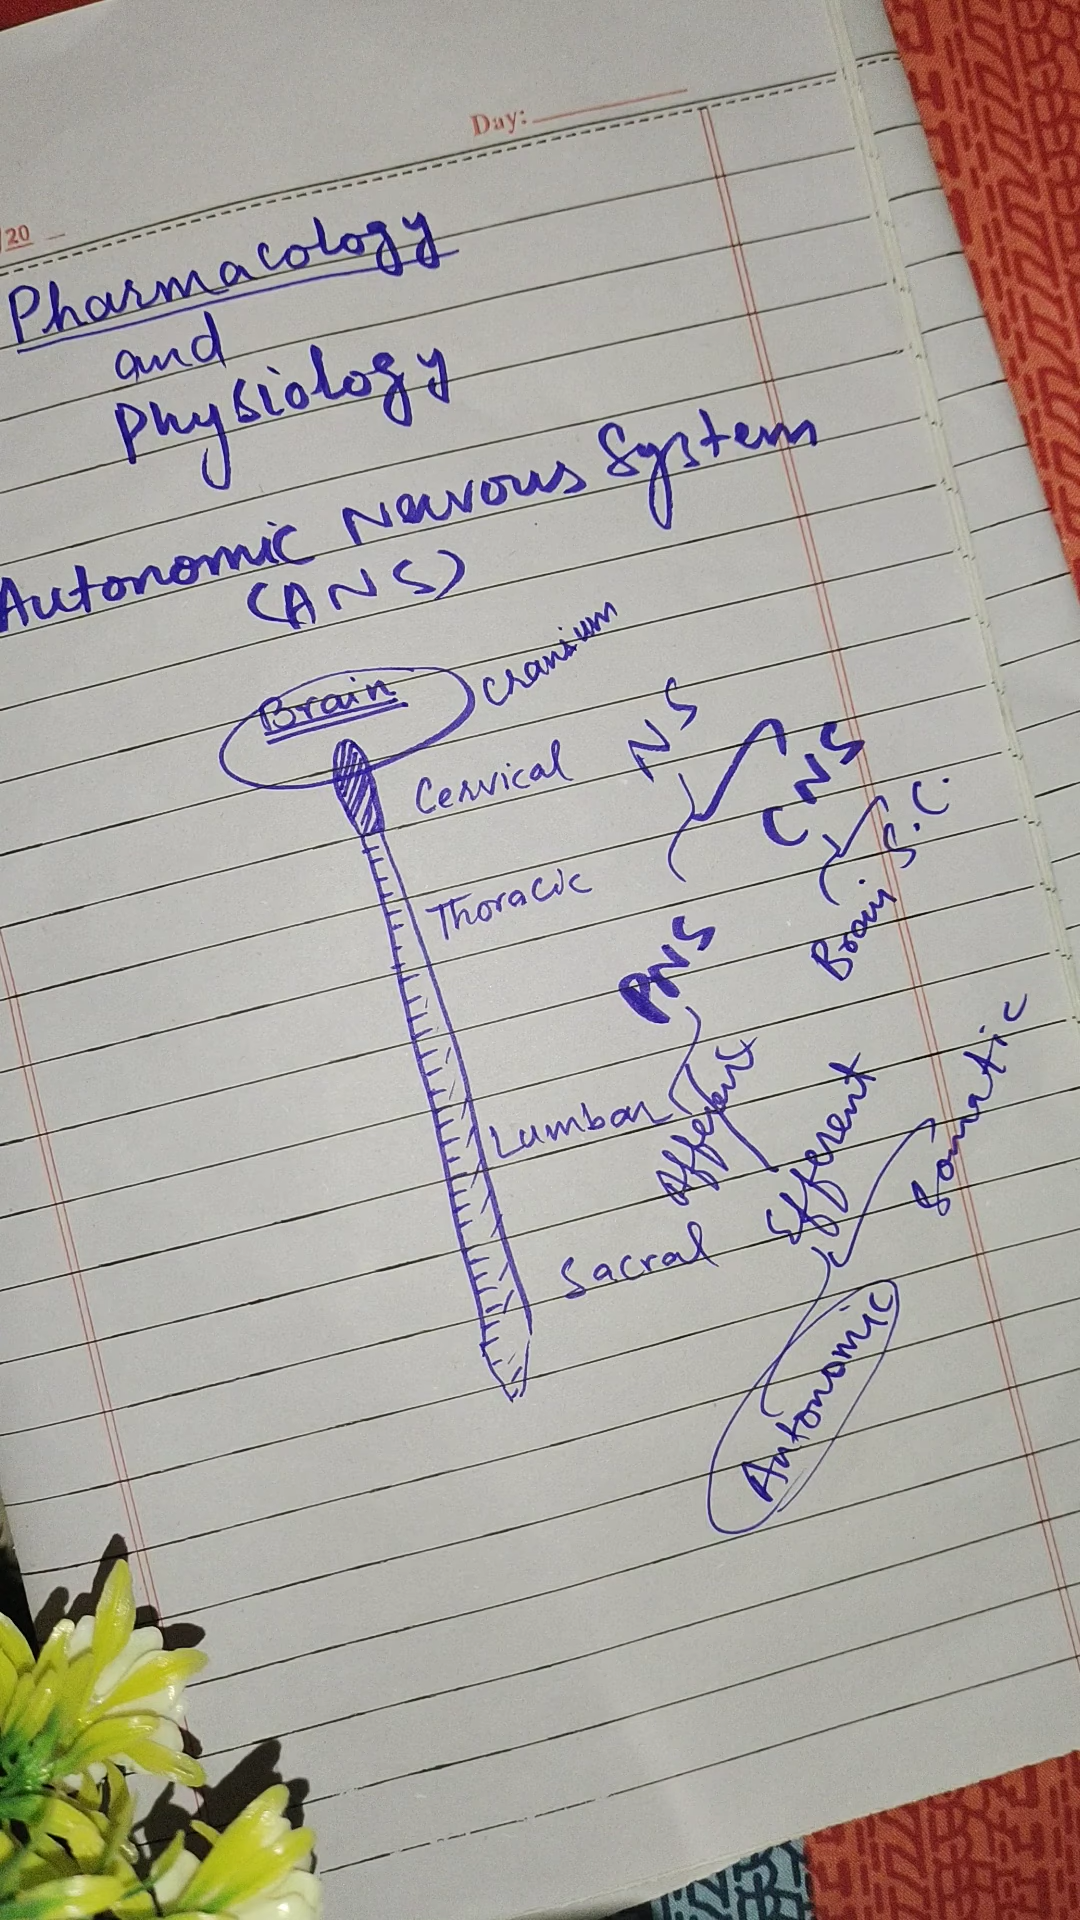 Day:
/20
Pharmacology
and
Physiology
Autonomic Nervous System
(ANS)
Brain
Cranium
Cervical
Thoracic
Lumbar
Sacral
NS
CNS
Brain
S.C.
PNS
Afferent
Efferent
Somatic
Autonomic